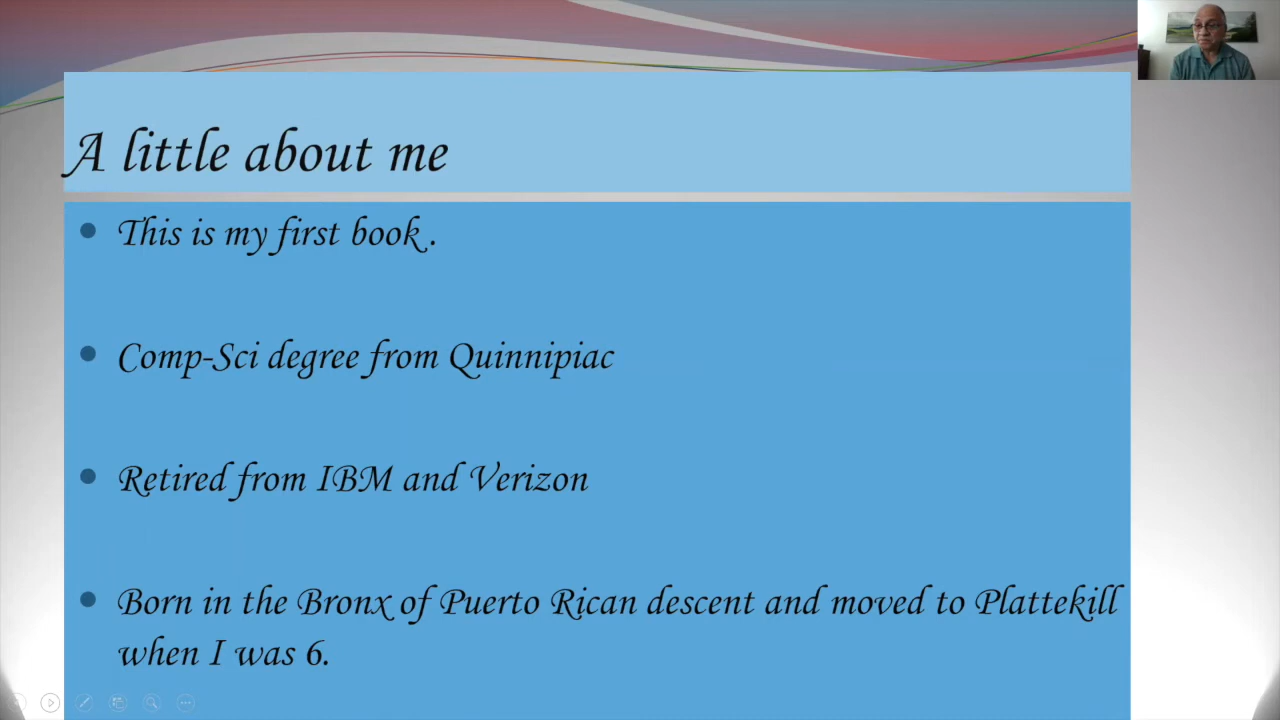 A little about me
This is my first book .
Comp-Sci degree from Quinnipiac
Retired from IBM and Verizon
Born in the Bronx of Puerto Rican descent and moved to Plattekill
when I was 6.